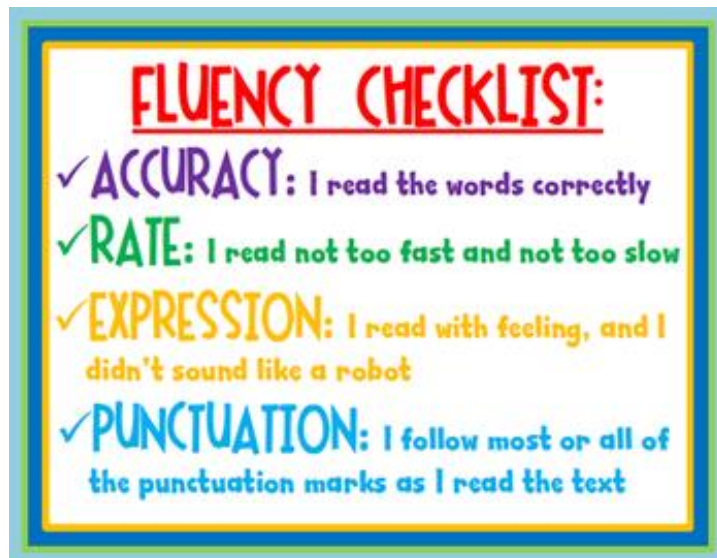 FLUENCY CHECKLIST:
✓ACCURACY: I read the words correctly
✓RATE: I read not too fast and not too slow
✓EXPRESSION: I read with feeling, and I
didn't sound like a robot
✓PUNCTUATION: I follow most or all of
the punctuation marks as I read the text